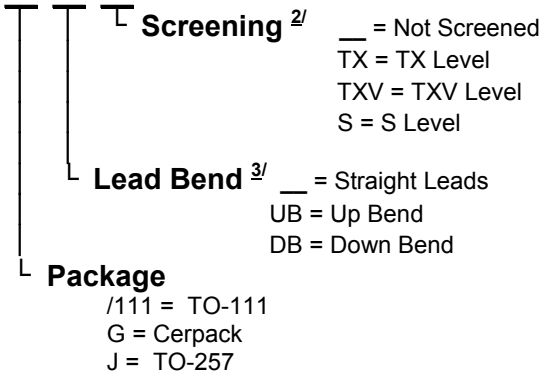 Screening 2/ __ = Not Screened
TX = TX Level
TXV = TXV Level
S = S Level
Lead Bend 3/ __ = Straight Leads
UB = Up Bend
DB = Down Bend
Package
/111 = TO-111
G = Cerpack
J = TO-257